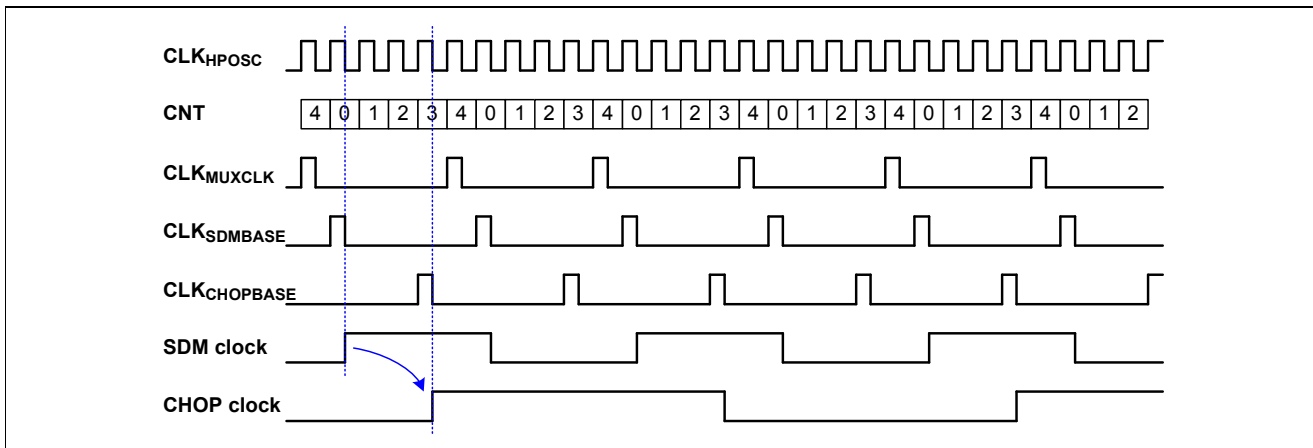 CLKHPOSC
CNT 4 0 1 2 3 4 0 1 2 3 4 0 1 2 3 4 0 1 2 3 4 0 1 2 3 4 0 1 2
CLKMUXCLK
CLKSDMBASE
CLKCHOPBASE
SDM clock
CHOP clock